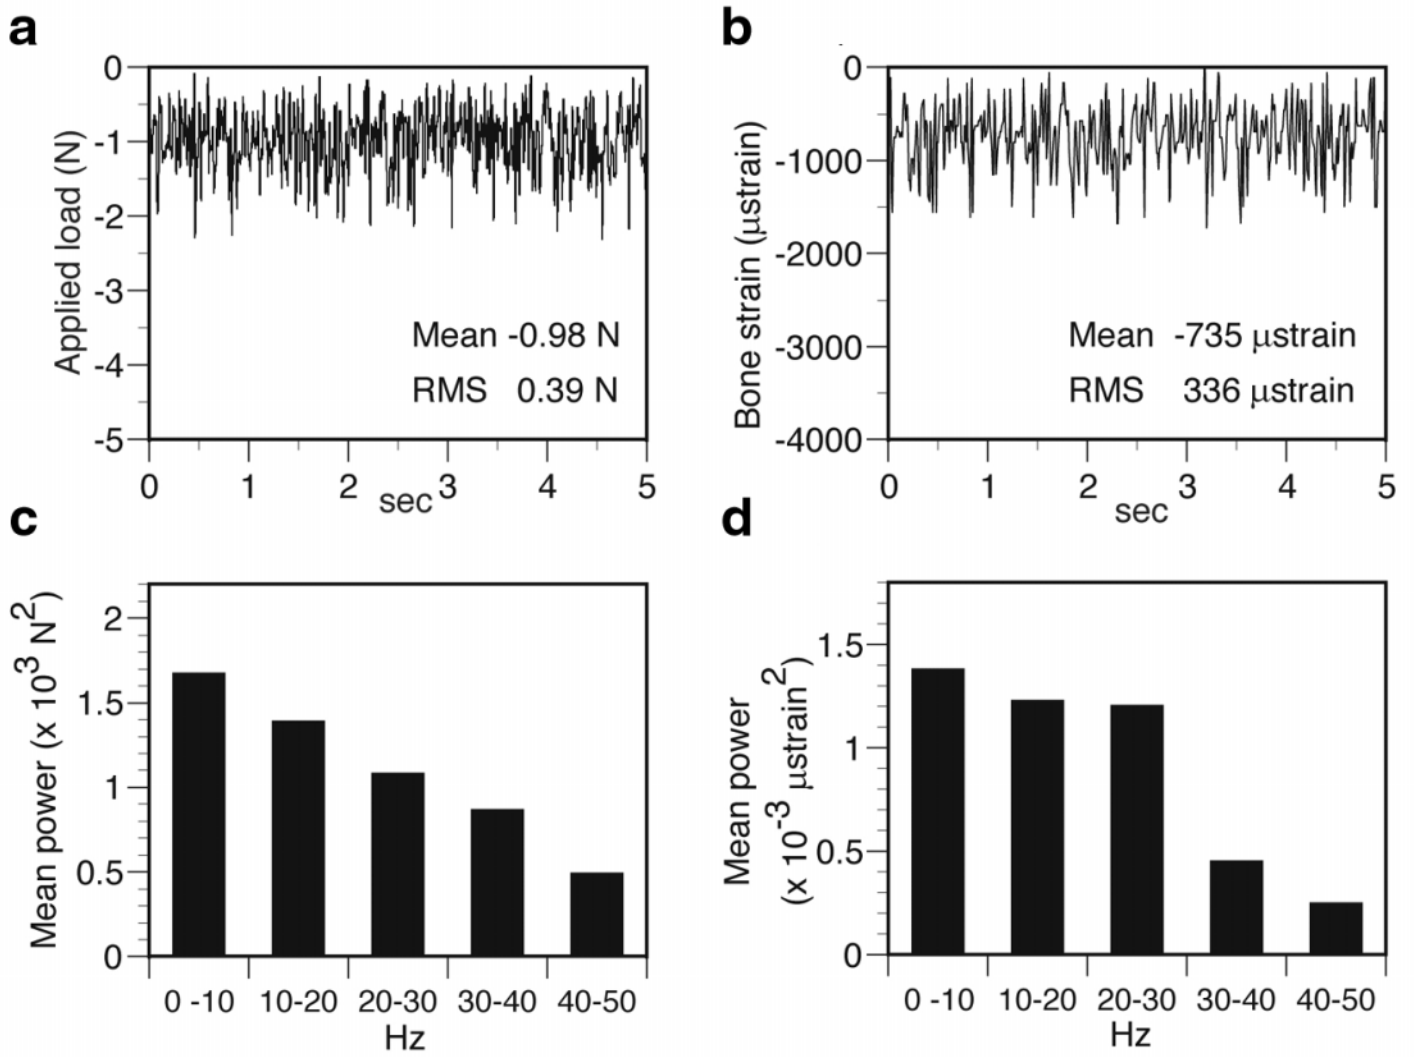 a
0
-1
-2
-3
-4
-5
Applied load (N)
Mean -0.98 N
RMS 0.39 N
0 1 2 3 4 5
sec
b
0
-1000
-2000
-3000
-4000
Bone strain (μstrain)
Mean -735 μstrain
RMS 336 μstrain
0 1 2 3 4 5
sec
c
2
1.5
1
0.5
0
Mean power (x 10³ N²)
0 -10 10-20 20-30 30-40 40-50
Hz
d
1.5
1
0.5
0
Mean power
(x 10⁻³ μstrain²)
0 -10 10-20 20-30 30-40 40-50
Hz